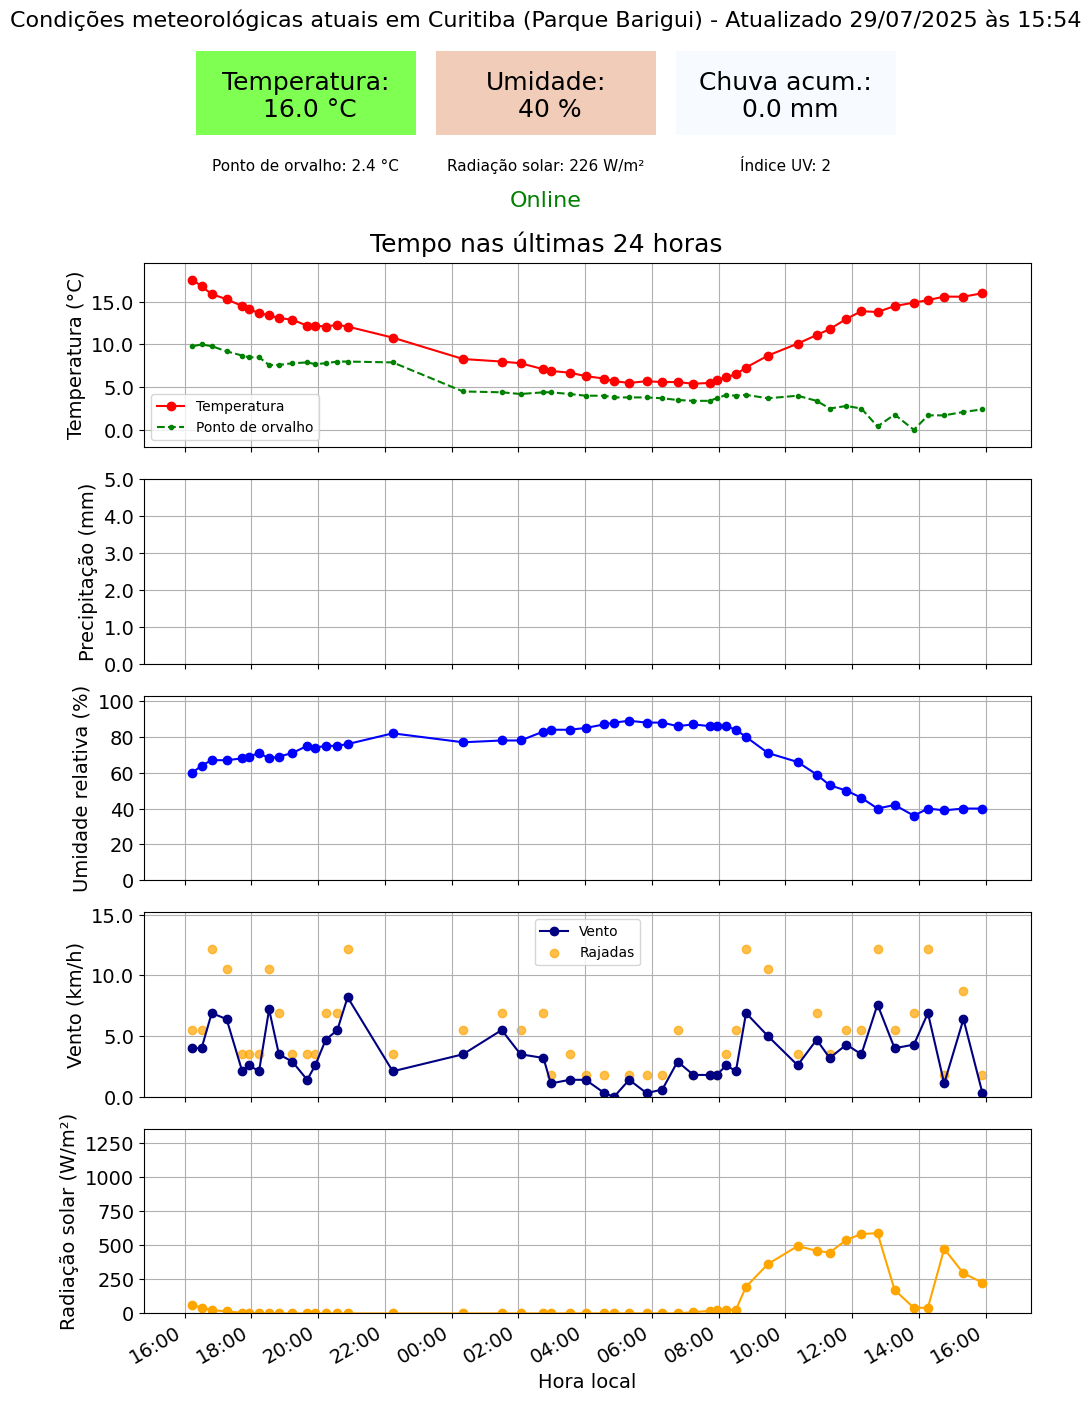 Condições meteorológicas atuais em Curitiba (Parque Barigui) - Atualizado 29/07/2025 às 15:54
Temperatura:
16.0 °C
Umidade:
40 %
Chuva acum.:
0.0 mm
Ponto de orvalho: 2.4 °C
Radiação solar: 226 W/m²
Índice UV: 2
Online
Tempo nas últimas 24 horas
Temperatura (°C)
15.0
10.0
5.0
0.0
Temperatura
Ponto de orvalho
Precipitação (mm)
5.0
4.0
3.0
2.0
1.0
0.0
Umidade relativa (%)
100
80
60
40
20
0
Vento (km/h)
15.0
10.0
5.0
0.0
Vento
Rajadas
Radiação solar (W/m²)
1250
1000
750
500
250
0
16:00
18:00
20:00
22:00
00:00
02:00
04:00
06:00
08:00
10:00
12:00
14:00
16:00
Hora local